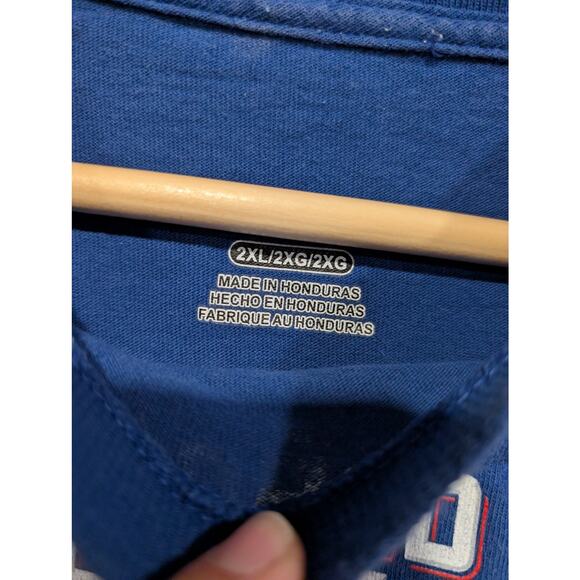 2XL/2XG/2XG
MADE IN HONDURAS
HECHO EN HONDURAS
FABRIQUE AU HONDURAS
D